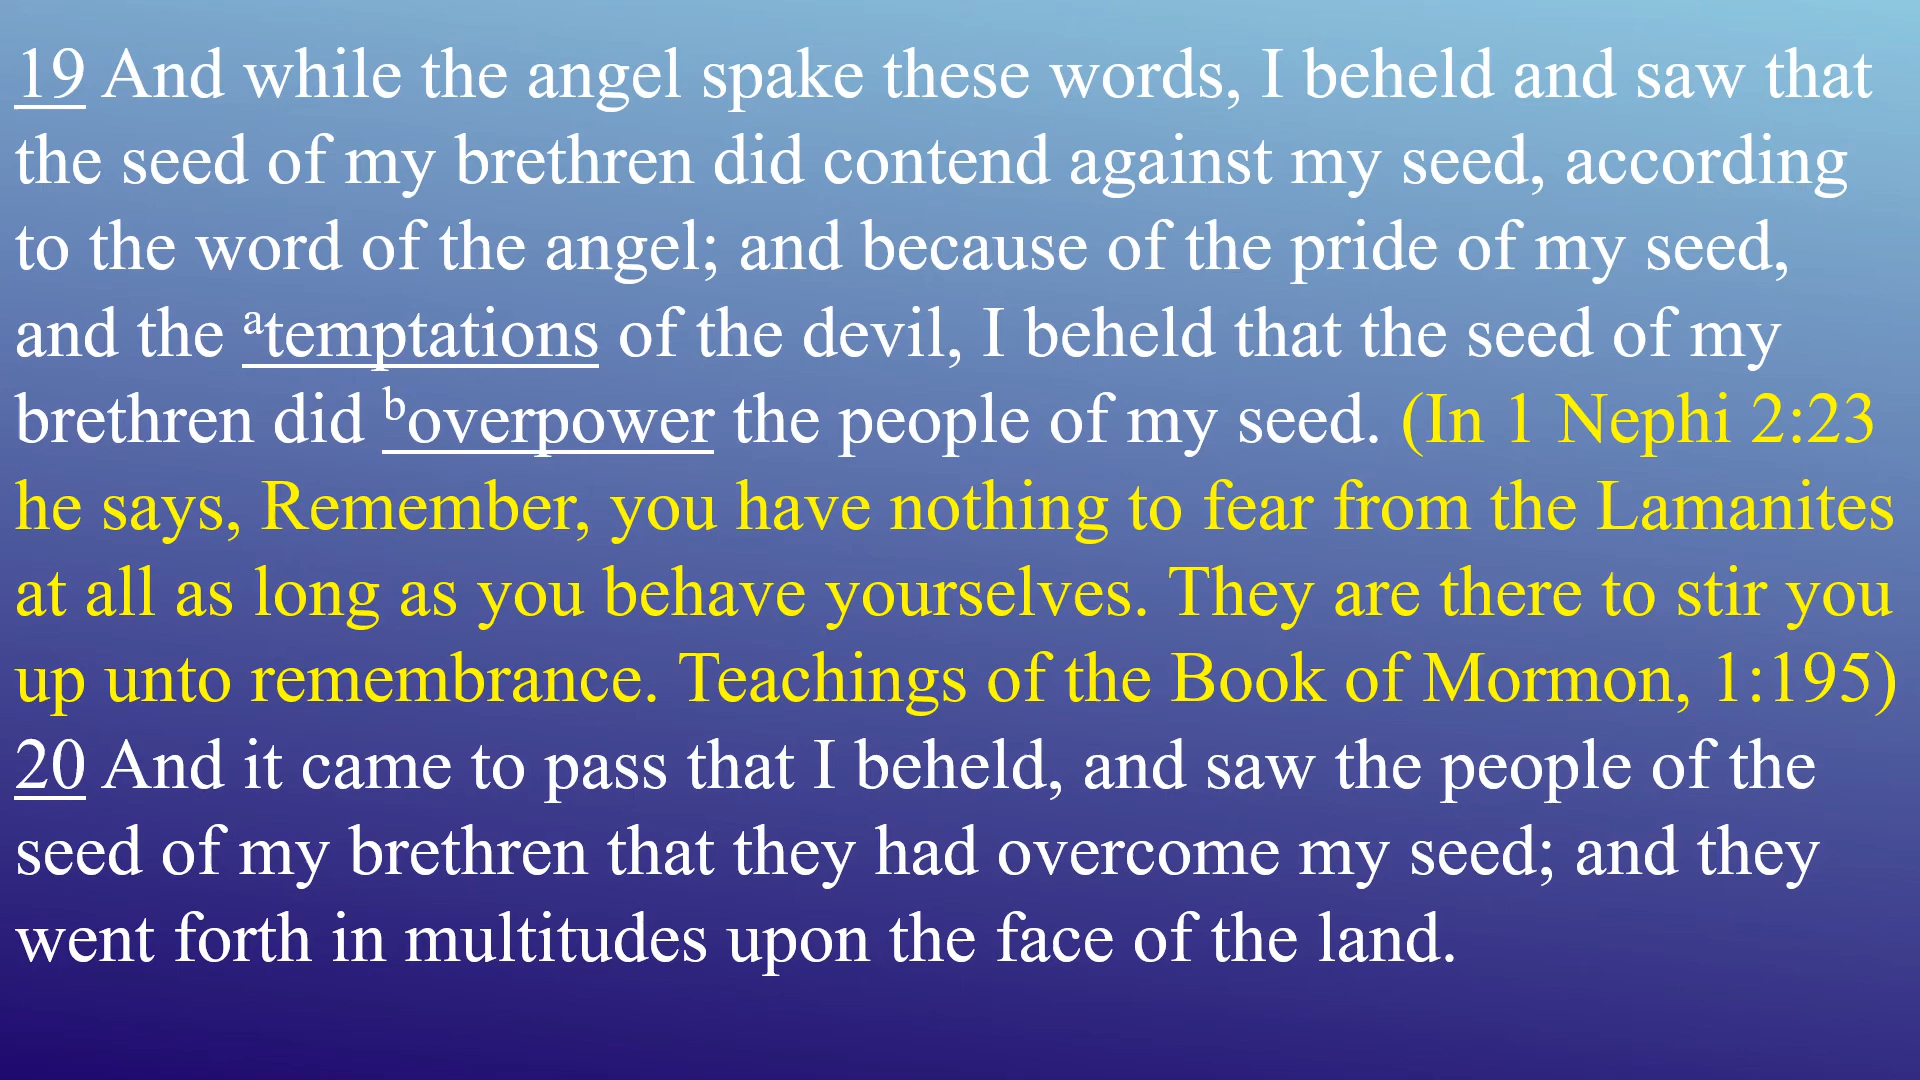 19 And while the angel spake these words, I beheld and saw that
the seed of my brethren did contend against my seed, according
to the word of the angel; and because of the pride of my seed,
and the atemptations of the devil, I beheld that the seed of my
brethren did boverpower the people of my seed. (In 1 Nephi 2:23
he says, Remember, you have nothing to fear from the Lamanites
at all as long as you behave yourselves. They are there to stir you
up unto remembrance. Teachings of the Book of Mormon, 1:195)
20 And it came to pass that I beheld, and saw the people of the
seed of my brethren that they had overcome my seed; and they
went forth in multitudes upon the face of the land.